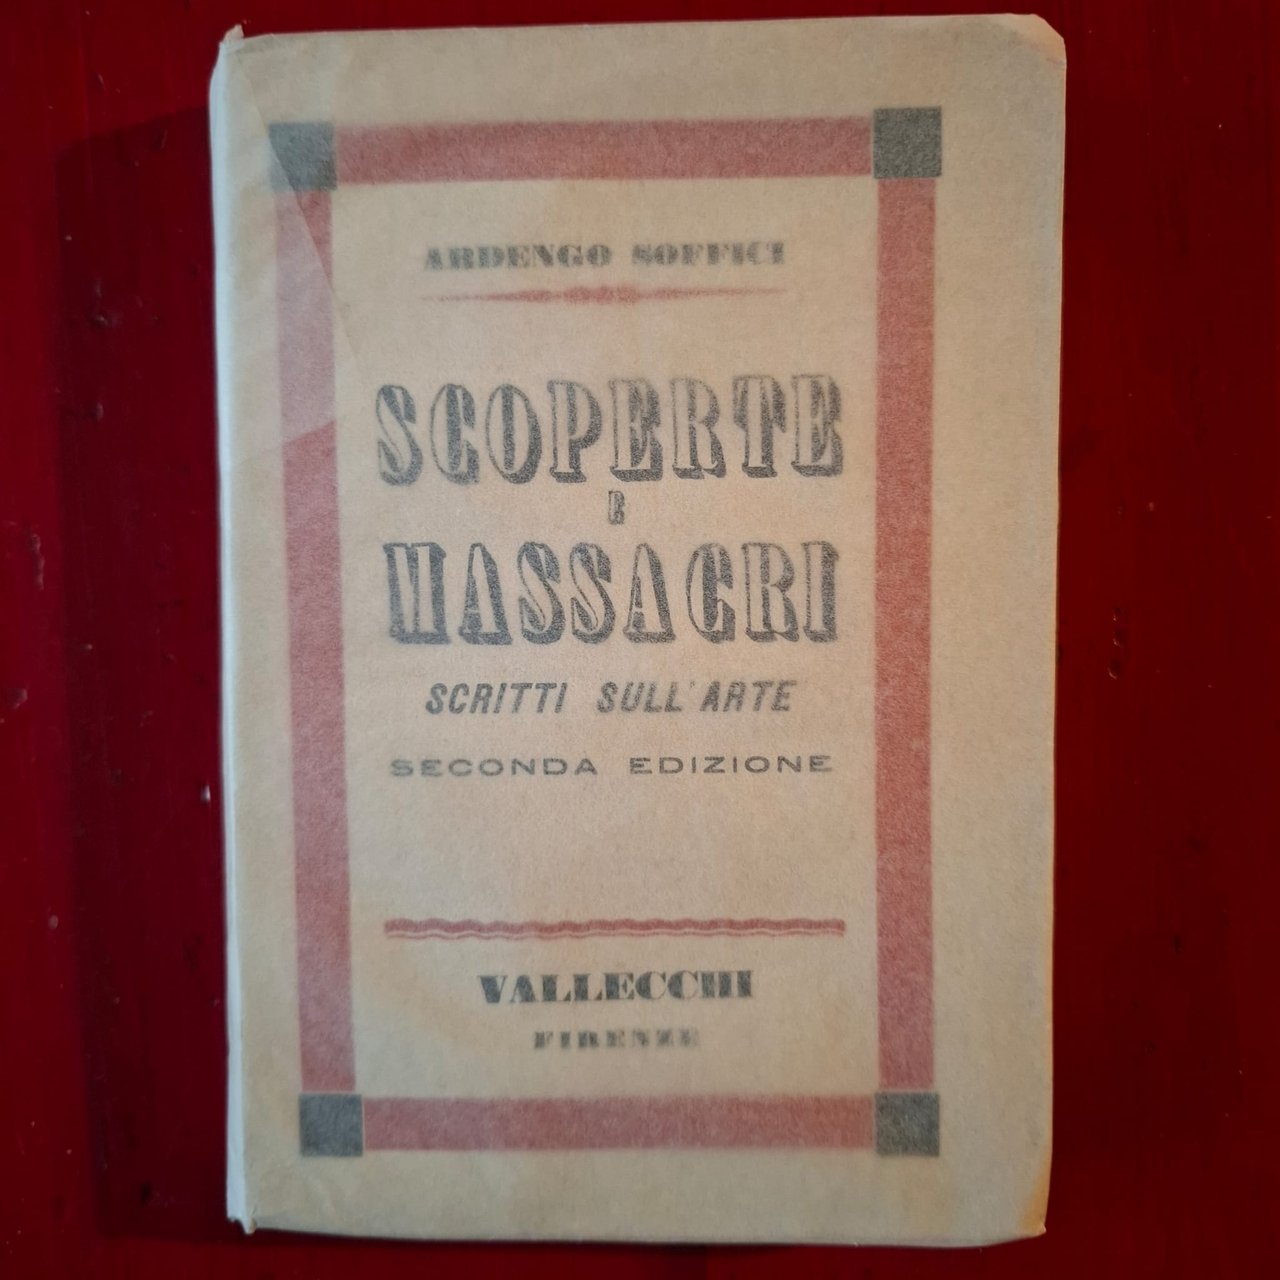 ARDENGO SOFFICI
SCOPERTE
E
MASSACRI
SCRITTI SULL'ARTE
SECONDA EDIZIONE
VALLECCHI
FIRENZE